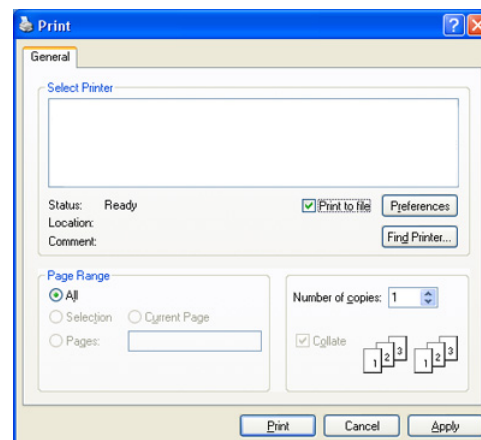 Print
General
Select Printer
Status: Ready
Print to file
Preferences
Location:
Comment:
Find Printer...
Page Range
All
Selection
Current Page
Pages:
Number of copies: 1
Collate
1 2 3 1 2 3
Print
Cancel
Apply